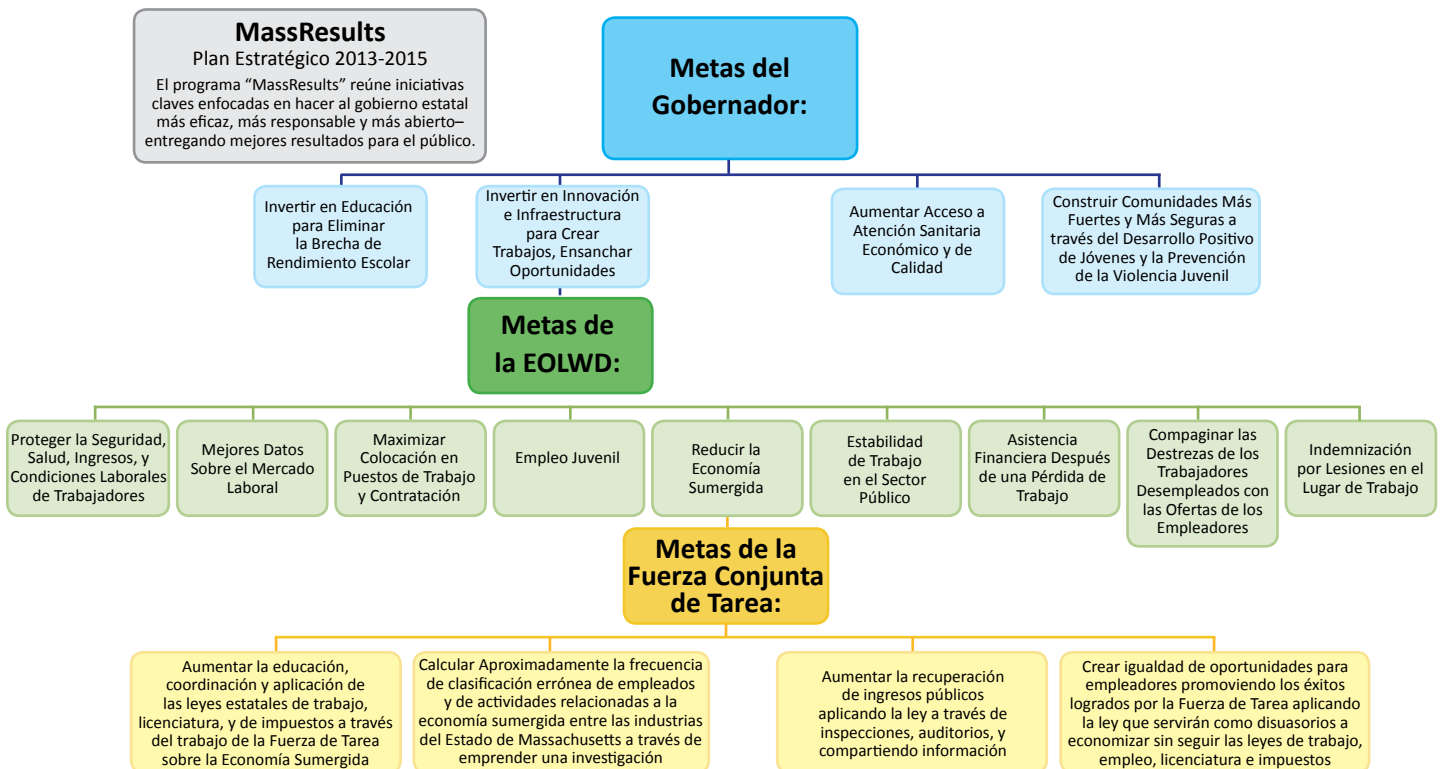 MassResults
Plan Estratégico 2013-2015
El programa “MassResults” reúne iniciativas
claves enfocadas en hacer al gobierno estatal
más eficaz, más responsable y más abierto–
entregando mejores resultados para el público.
Metas del
Gobernador:
Invertir en Educación
para Eliminar
la Brecha de
Rendimiento Escolar
Invertir en Innovación
e Infraestructura
para Crear
Trabajos, Ensanchar
Oportunidades
Aumentar Acceso a
Atención Sanitaria
Económico y de
Calidad
Construir Comunidades Más
Fuertes y Más Seguras a
través del Desarrollo Positivo
de Jóvenes y la Prevención
de la Violencia Juvenil
Metas de
la EOLWD:
Proteger la Seguridad,
Salud, Ingresos, y
Condiciones Laborales
de Trabajadores
Mejores Datos
Sobre el Mercado
Laboral
Maximizar
Colocación en
Puestos de Trabajo
y Contratación
Empleo Juvenil
Reducir la
Economía
Sumergida
Estabilidad
de Trabajo
en el Sector
Público
Asistencia
Financiera Después
de una Pérdida de
Trabajo
Compaginar las
Destrezas de los
Trabajadores
Desempleados con
las Ofertas de los
Empleadores
Indemnización
por Lesiones en el
Lugar de Trabajo
Metas de la
Fuerza Conjunta
de Tarea:
Aumentar la educación,
coordinación y aplicación de
las leyes estatales de trabajo,
licenciatura, y de impuestos a través
del trabajo de la Fuerza de Tarea
sobre la Economía Sumergida
Calcular Aproximadamente la frecuencia
de clasificación errónea de empleados
y de actividades relacionadas a la
economía sumergida entre las industrias
del Estado de Massachusetts a través de
emprender una investigación
Aumentar la recuperación
de ingresos públicos
aplicando la ley a través de
inspecciones, auditorios, y
compartiendo información
Crear igualdad de oportunidades para
empleadores promoviendo los éxitos
logrados por la Fuerza de Tarea aplicando
la ley que servirán como disuasorios a
economizar sin seguir las leyes de trabajo,
empleo, licenciatura e impuestos